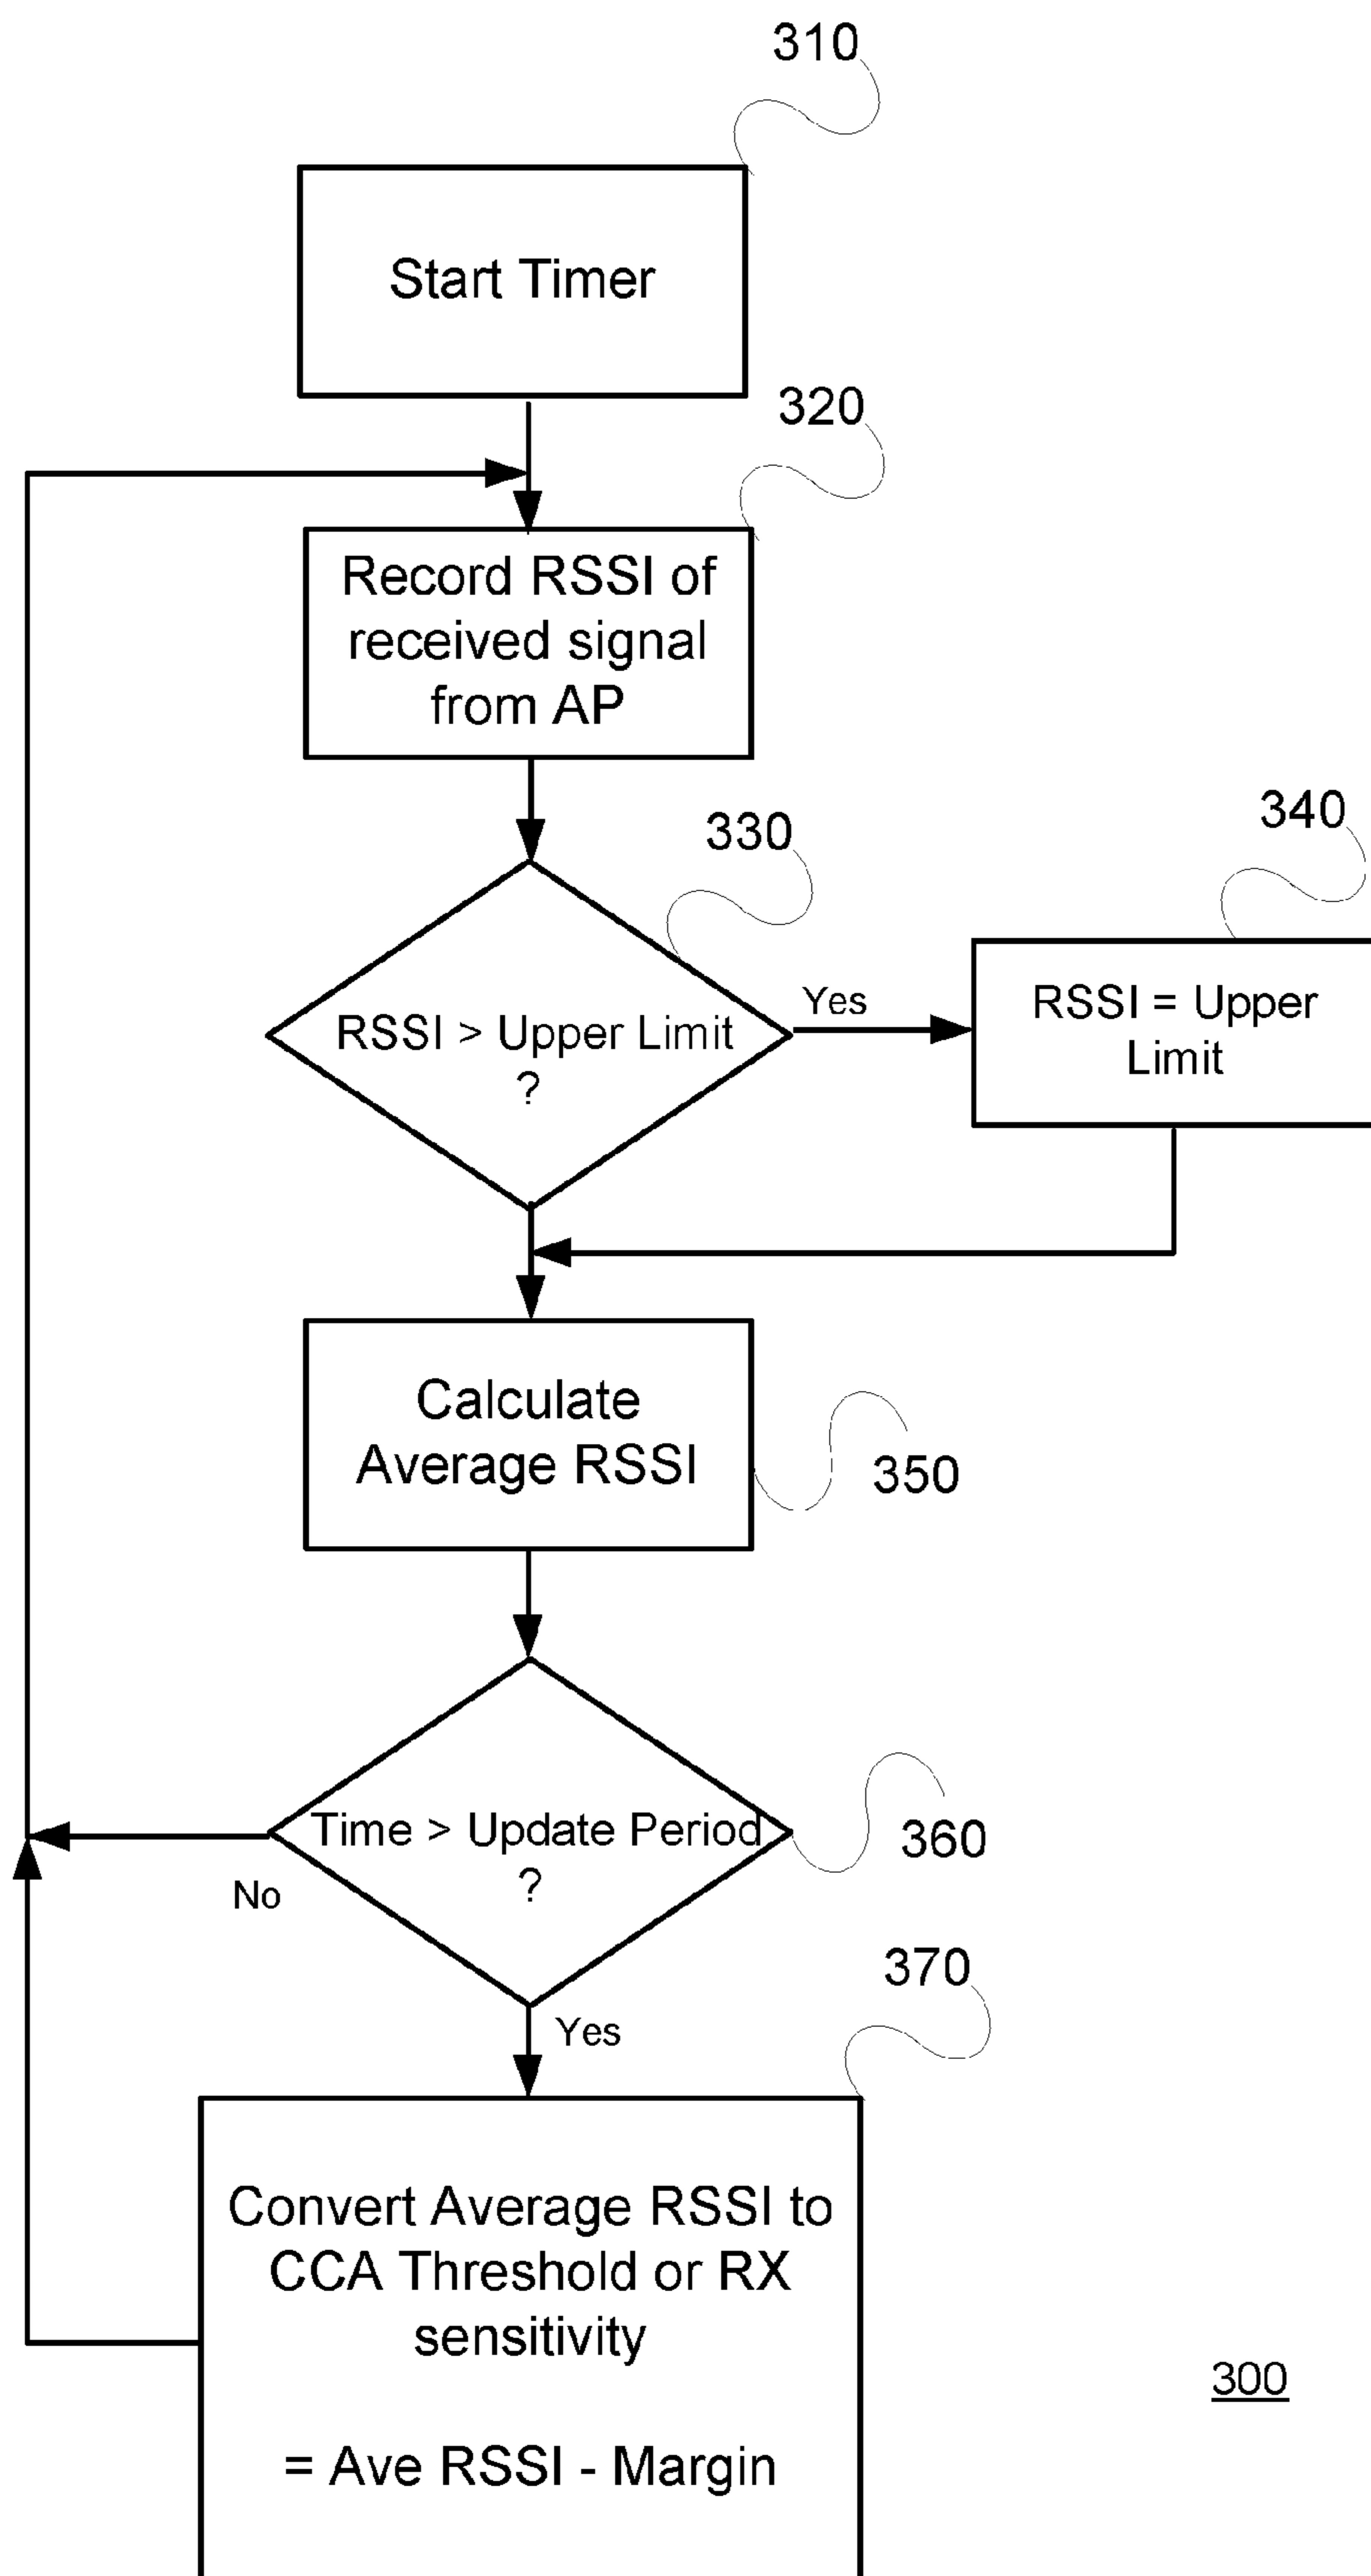 310
Start Timer
320
Record RSSI of
received signal
from AP
330
340
RSSI > Upper Limit
?
Yes
RSSI = Upper
Limit
Calculate
Average RSSI
350
Time > Update Period
?
360
No
Yes
370
Convert Average RSSI to
CCA Threshold or RX
sensitivity
= Ave RSSI - Margin
300